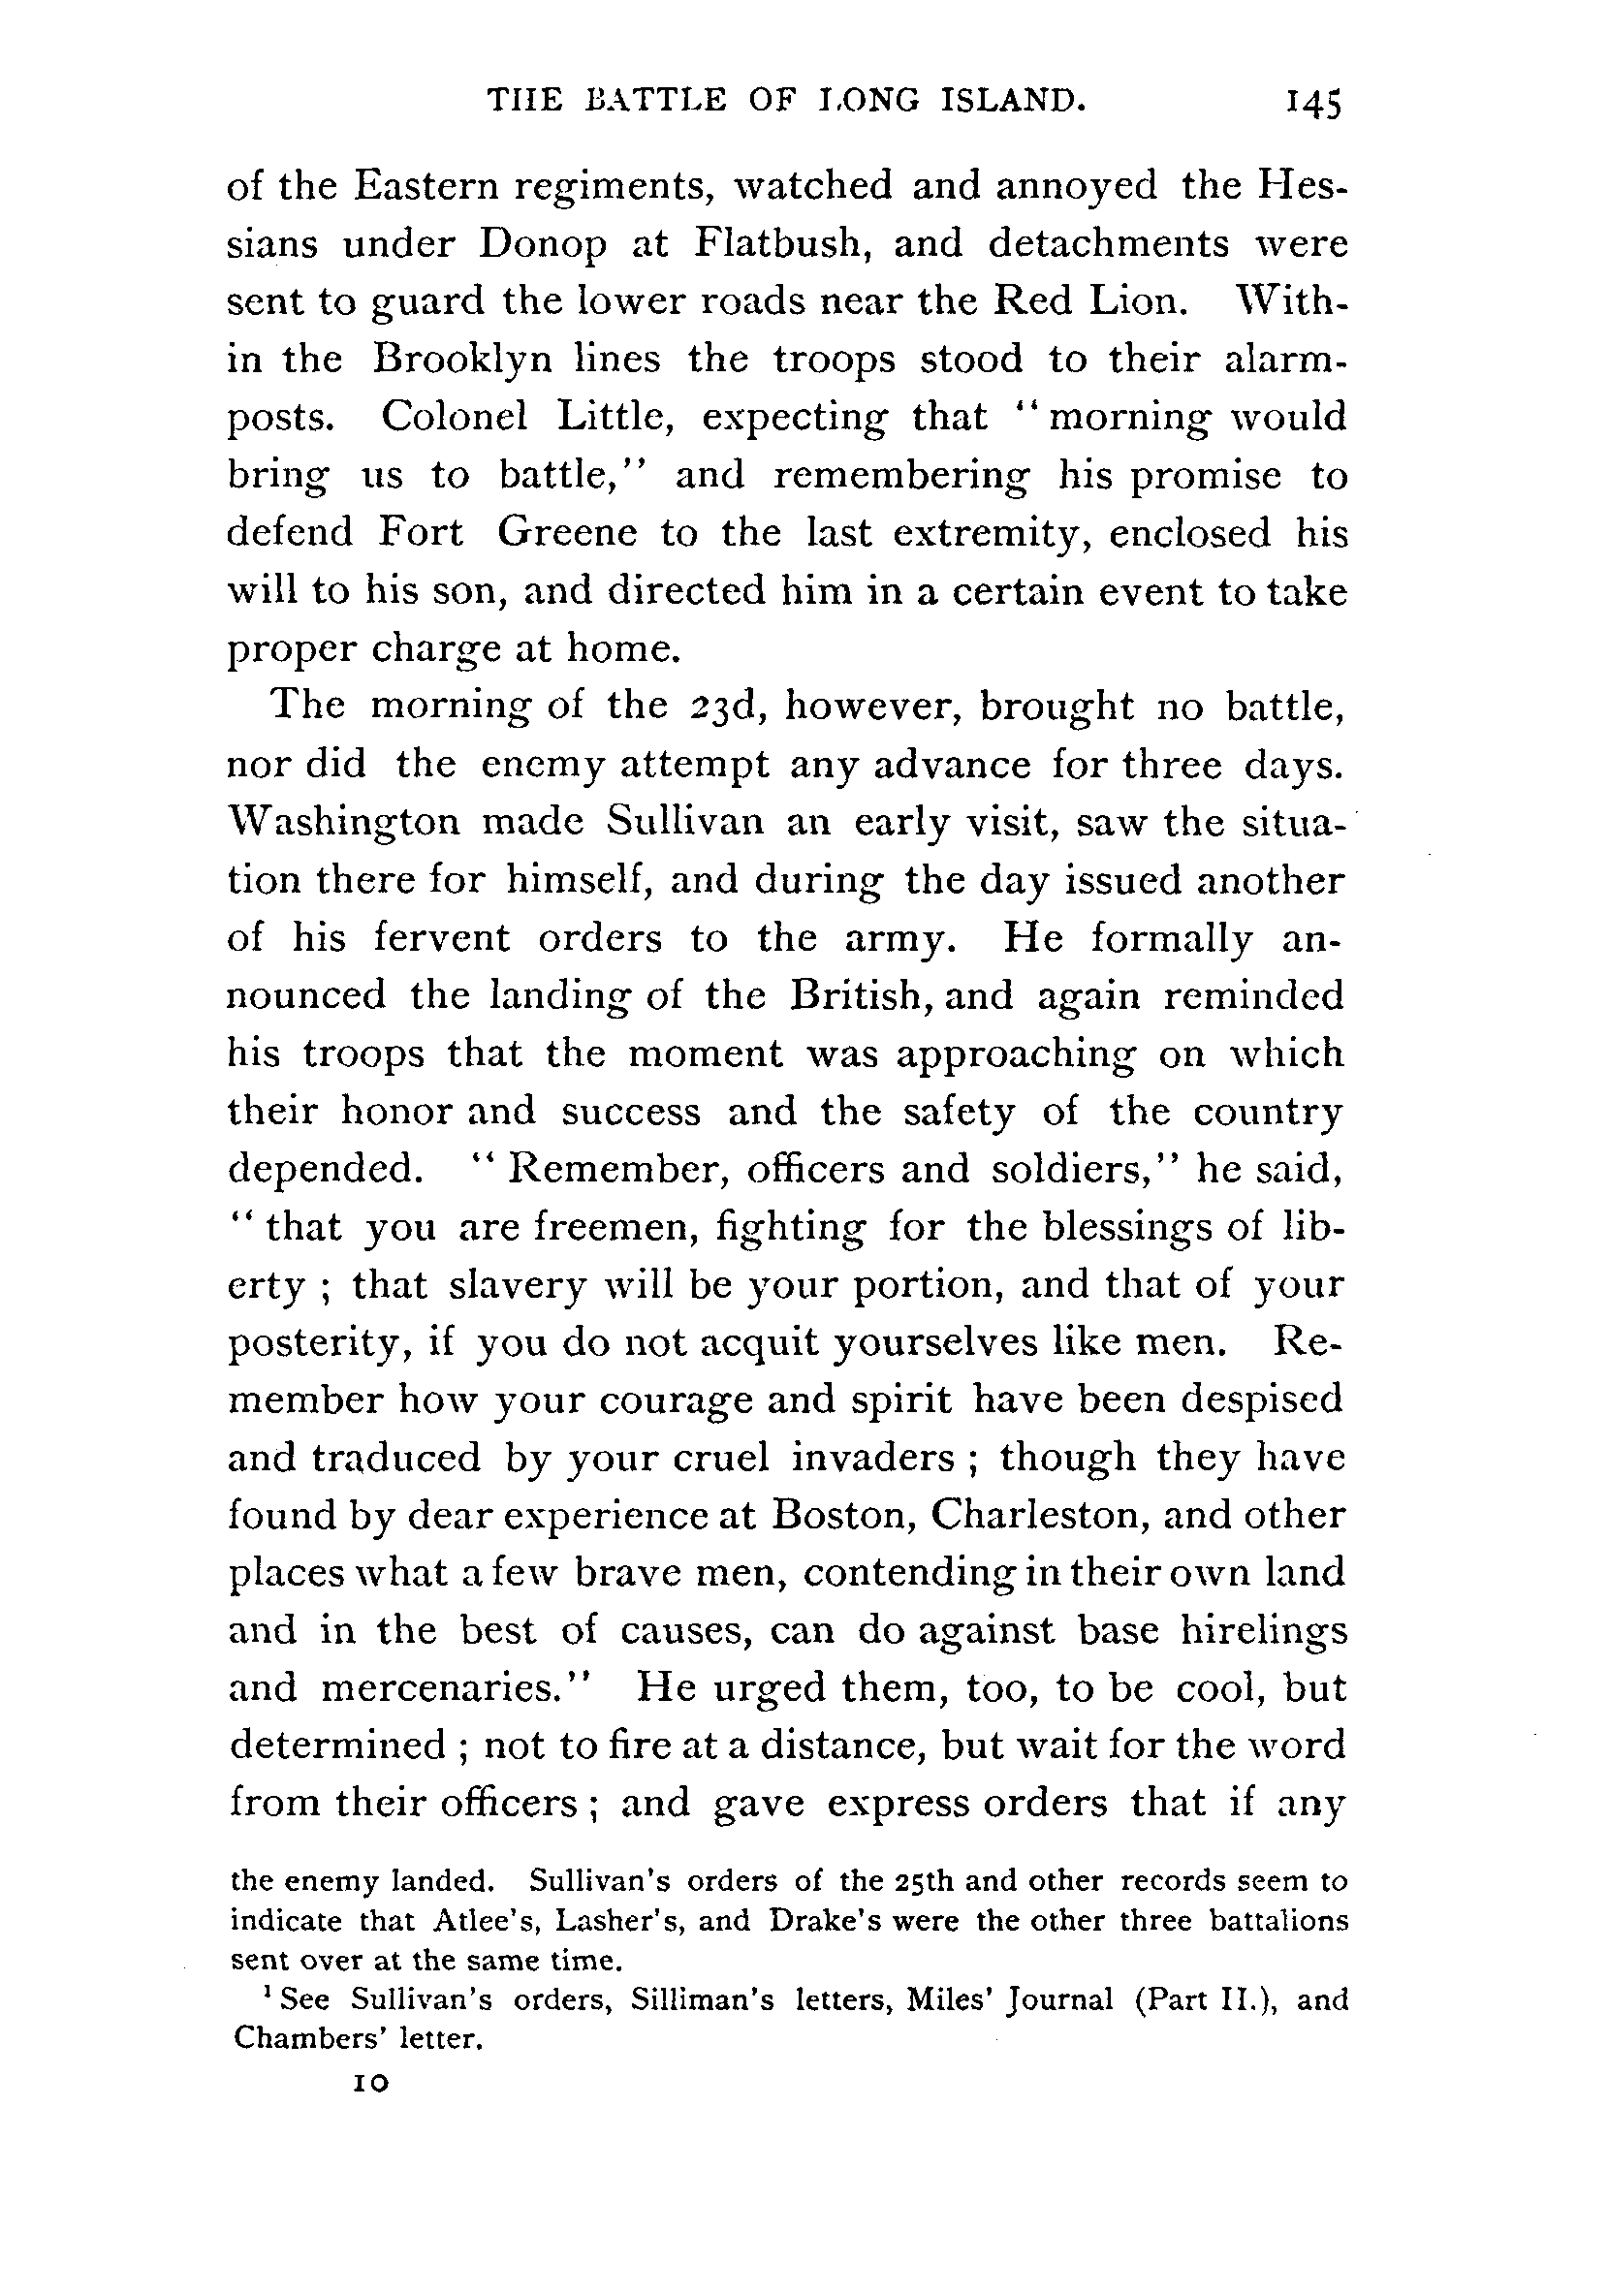 THE BATTLE OF LONG ISLAND. 145
of the Eastern regiments, watched and annoyed the Hes-
sians under Donop at Flatbush, and detachments were
sent to guard the lower roads near the Red Lion. With-
in the Brooklyn lines the troops stood to their alarm-
posts. Colonel Little, expecting that “morning would
bring us to battle,” and remembering his promise to
defend Fort Greene to the last extremity, enclosed his
will to his son, and directed him in a certain event to take
proper charge at home.
The morning of the 23d, however, brought no battle,
nor did the enemy attempt any advance for three days.
Washington made Sullivan an early visit, saw the situa-
tion there for himself, and during the day issued another
of his fervent orders to the army. He formally an-
nounced the landing of the British, and again reminded
his troops that the moment was approaching on which
their honor and success and the safety of the country
depended. “Remember, officers and soldiers,” he said,
“that you are freemen, fighting for the blessings of lib-
erty ; that slavery will be your portion, and that of your
posterity, if you do not acquit yourselves like men. Re-
member how your courage and spirit have been despised
and traduced by your cruel invaders ; though they have
found by dear experience at Boston, Charleston, and other
places what a few brave men, contending in their own land
and in the best of causes, can do against base hirelings
and mercenaries.” He urged them, too, to be cool, but
determined ; not to fire at a distance, but wait for the word
from their officers ; and gave express orders that if any
the enemy landed. Sullivan's orders of the 25th and other records seem to
indicate that Atlee's, Lasher's, and Drake's were the other three battalions
sent over at the same time.
¹ See Sullivan's orders, Silliman's letters, Miles' Journal (Part II.), and
Chambers' letter.
10